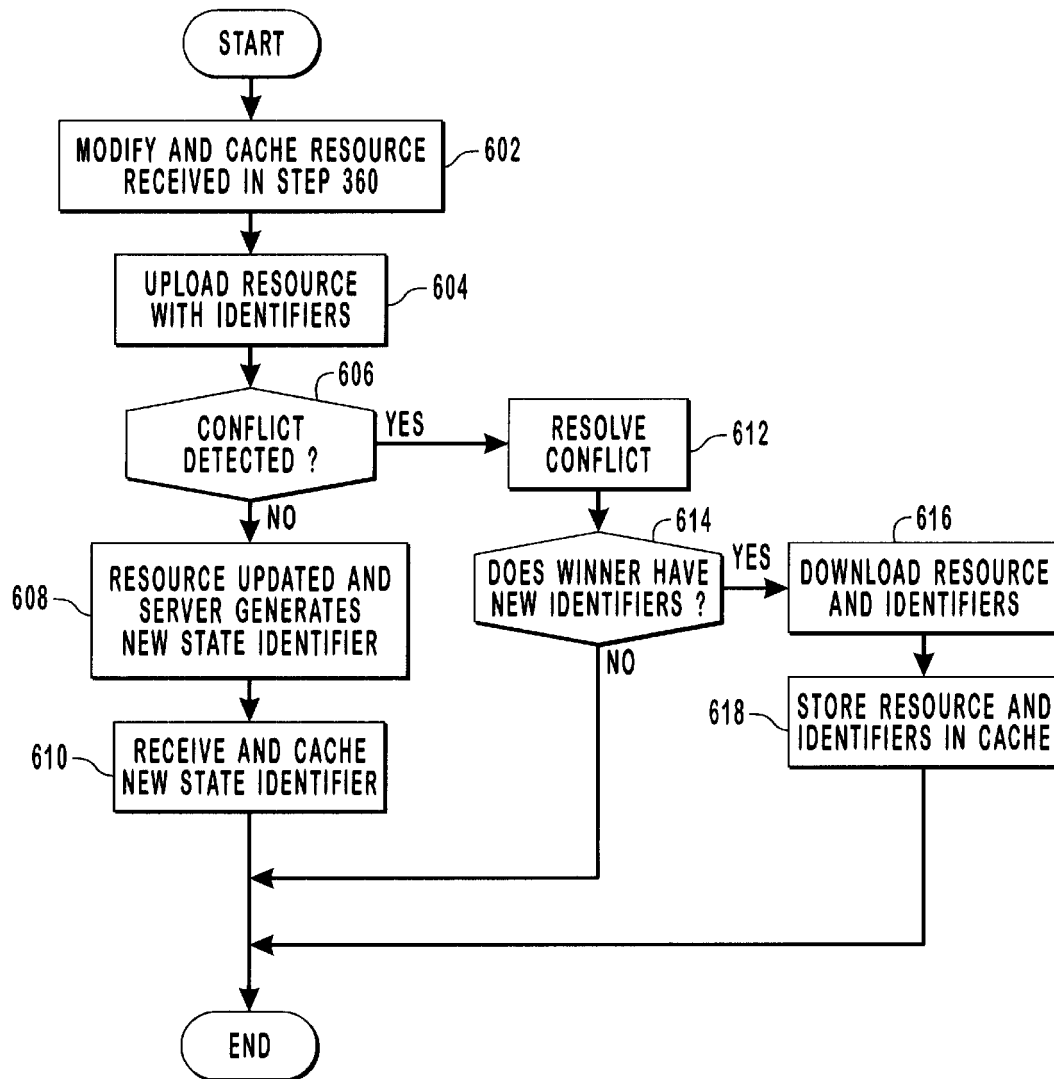 START
MODIFY AND CACHE RESOURCE
RECEIVED IN STEP 360
602
UPLOAD RESOURCE
WITH IDENTIFIERS
604
606
CONFLICT
DETECTED ?
YES
NO
RESOLVE
CONFLICT
612
614
DOES WINNER HAVE
NEW IDENTIFIERS ?
YES
NO
616
DOWNLOAD RESOURCE
AND IDENTIFIERS
608
RESOURCE UPDATED AND
SERVER GENERATES
NEW STATE IDENTIFIER
618
STORE RESOURCE AND
IDENTIFIERS IN CACHE
610
RECEIVE AND CACHE
NEW STATE IDENTIFIER
END